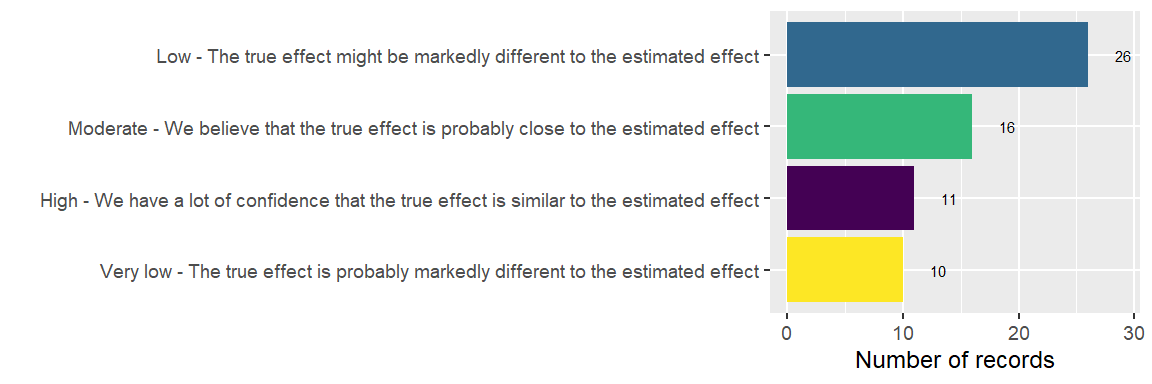 Low - The true effect might be markedly different to the estimated effect
26
Moderate - We believe that the true effect is probably close to the estimated effect
16
High - We have a lot of confidence that the true effect is similar to the estimated effect
11
Very low - The true effect is probably markedly different to the estimated effect
10
0 10 20 30
Number of records